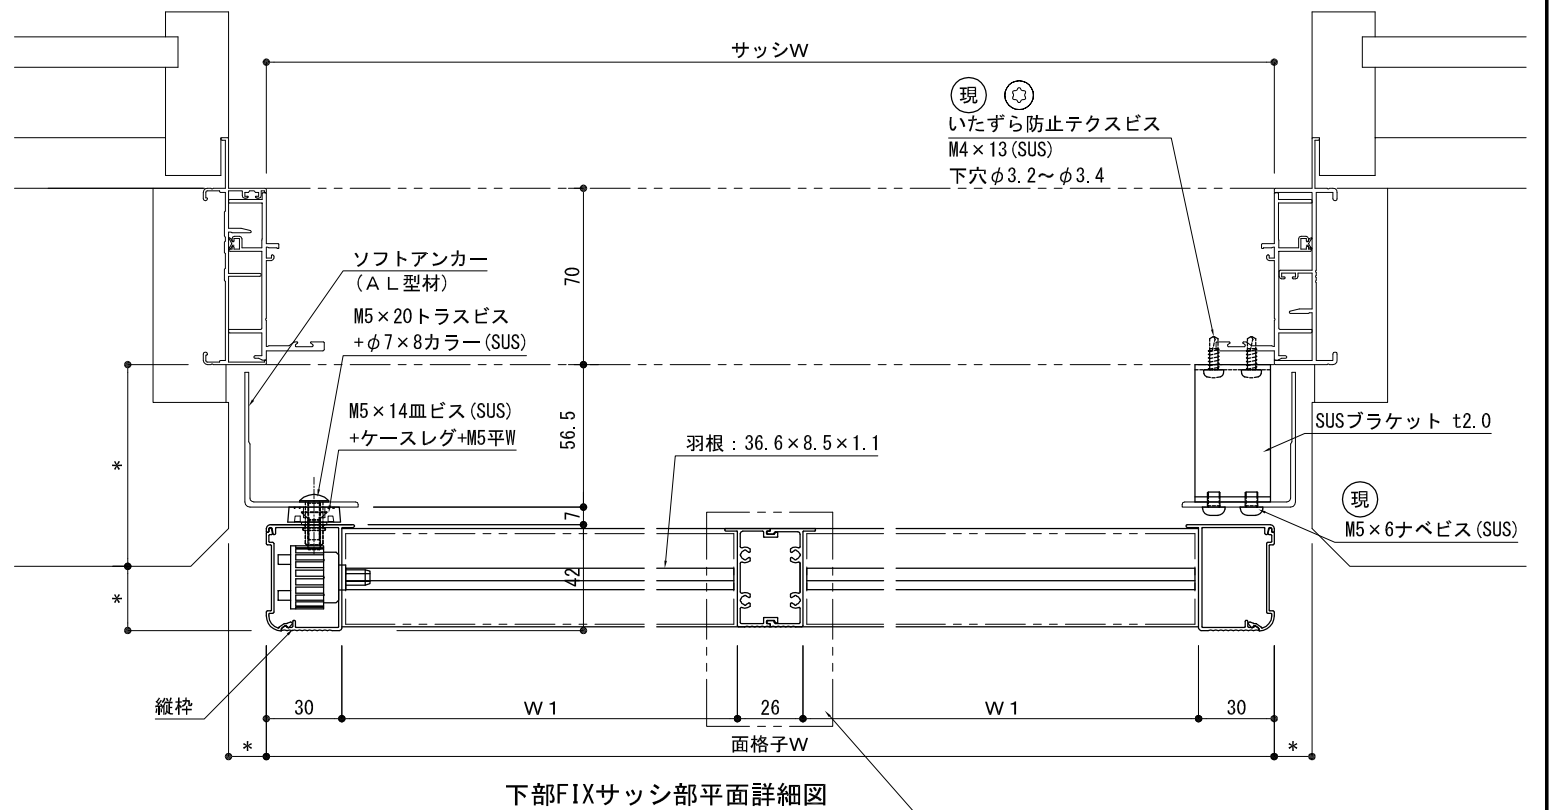 サッシW
現
いたずら防止テクスビス
M4×13(SUS)
下穴φ3.2～φ3.4
ソフトアンカー
(AL型材)
70
M5×20トラスビス
+φ7×8カラー(SUS)
M5×14皿ビス(SUS)
+ケースレグ+M5平W
56.5
羽根：36.6×8.5×1.1
SUSブラケット t2.0
*
7
現
M5×6ナベビス(SUS)
42
*
縦枠
30
W1
26
W1
30
*
面格子W
*
下部FIXサッシ部平面詳細図